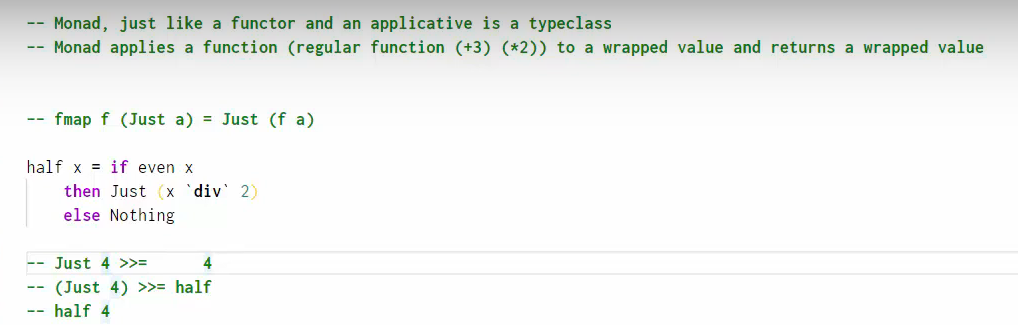 -- Monad, just like a functor and an applicative is a typeclass
-- Monad applies a function (regular function (+3) (*2)) to a wrapped value and returns a wrapped value
-- fmap f (Just a) = Just (f a)
half x = if even x
    then Just (x `div` 2)
    else Nothing
-- Just 4 >>=      4
-- (Just 4) >>= half
-- half 4